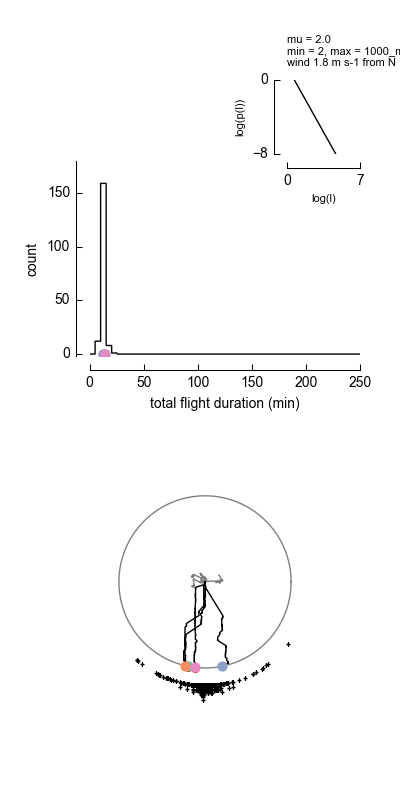 mu = 2.0
min = 2, max = 1000_m
wind 1.8 m s-1 from N
0
log(p(l))
−8
0 7
log(l)
150
100
50
0
count
0 50 100 150 200 250
total flight duration (min)